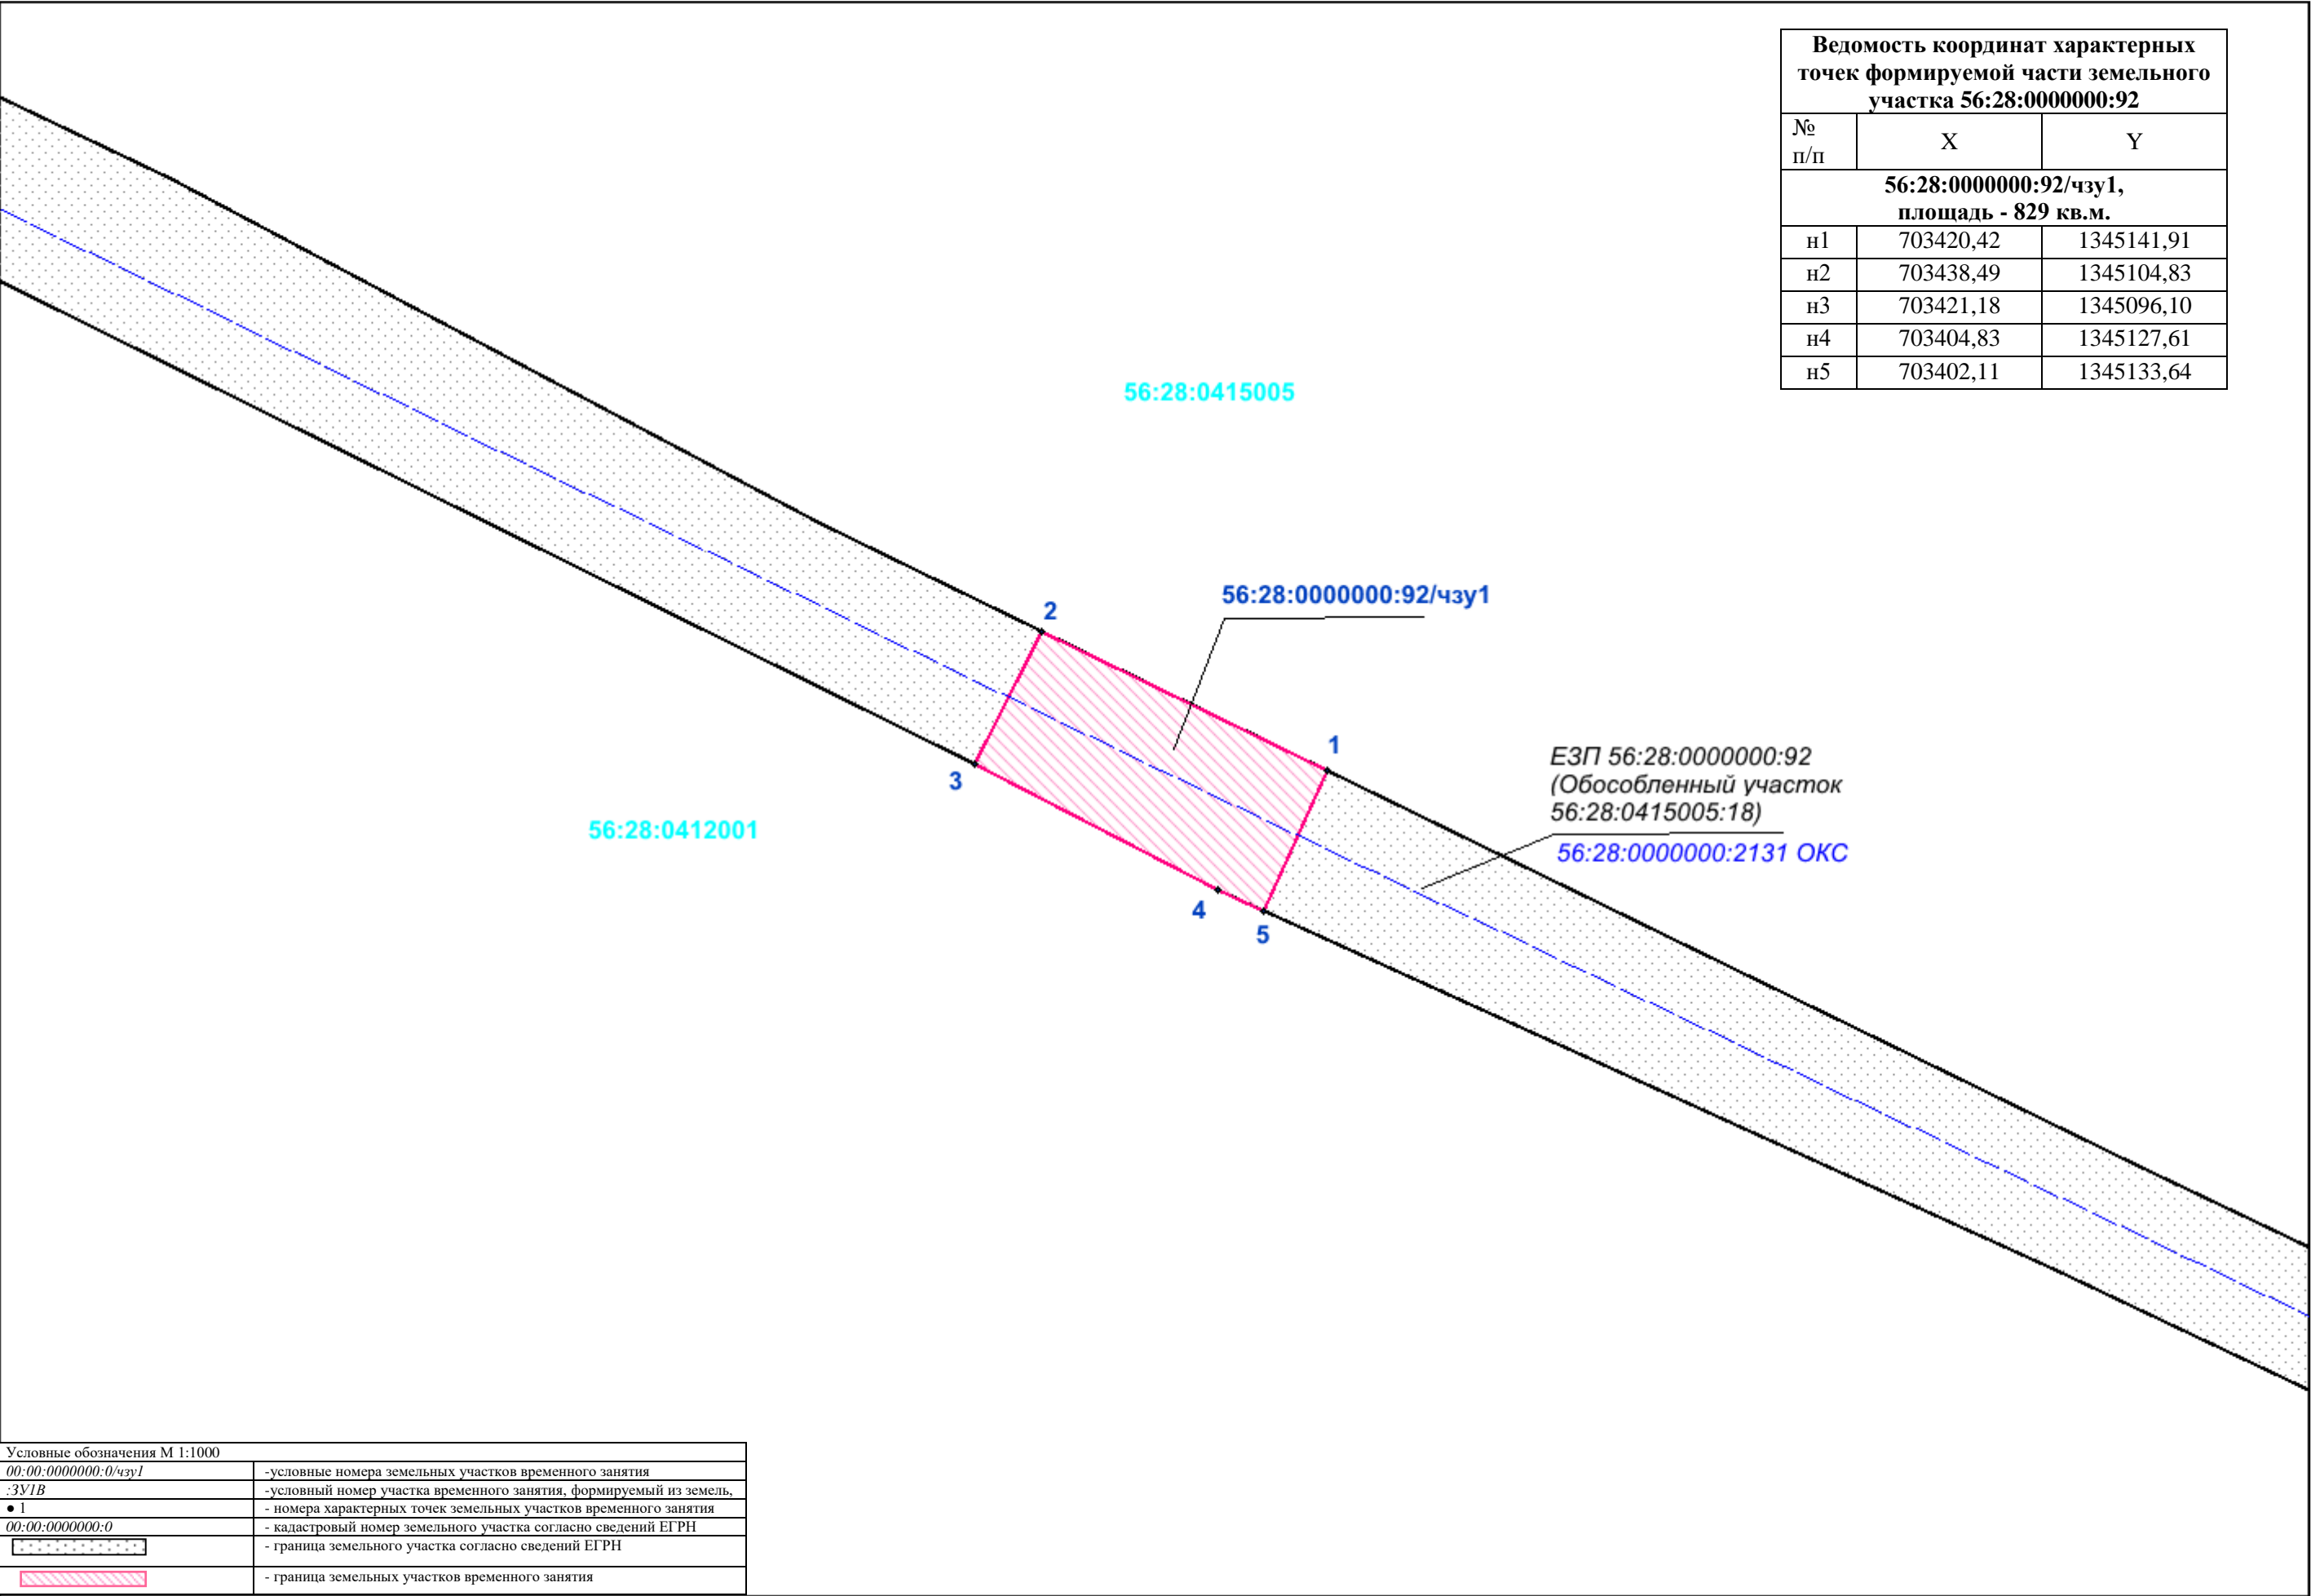 Ведомость координат характерных
точек формируемой части земельного
участка 56:28:0000000:92
№ п/п X Y
56:28:0000000:92/чзу1,
площадь - 829 кв.м.
н1 703420,42 1345141,91
н2 703438,49 1345104,83
н3 703421,18 1345096,10
н4 703404,83 1345127,61
н5 703402,11 1345133,64
56:28:0415005
56:28:0000000:92/чзу1
2
1
3
4
5
ЕЗП 56:28:0000000:92
(Обособленный участок
56:28:0415005:18)
56:28:0000000:2131 ОКС
56:28:0412001
Условные обозначения М 1:1000
00:00:0000000:0/чзу1 -условные номера земельных участков временного занятия
:ЗУ1В -условный номер участка временного занятия, формируемый из земель,
● 1 - номера характерных точек земельных участков временного занятия
00:00:0000000:0 - кадастровый номер земельного участка согласно сведений ЕГРН
- граница земельного участка согласно сведений ЕГРН
- граница земельных участков временного занятия